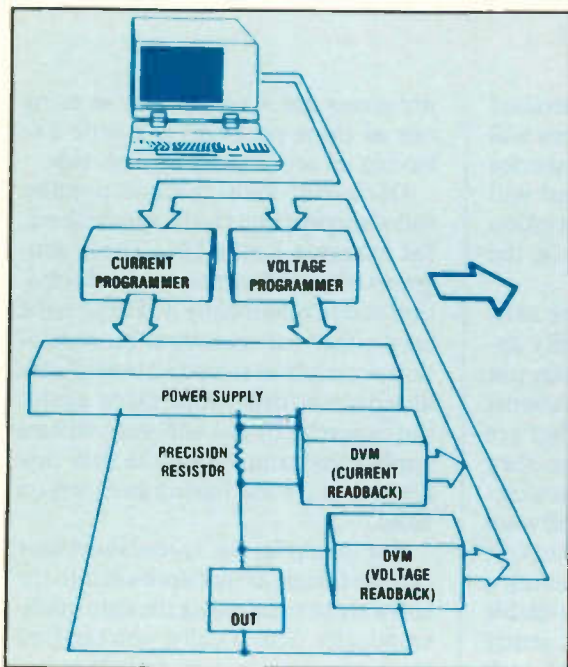 CURRENT
PROGRAMMER
VOLTAGE
PROGRAMMER
POWER SUPPLY
PRECISION
RESISTOR
DVM
(CURRENT
READBACK)
DVM
(VOLTAGE
READBACK)
OUT